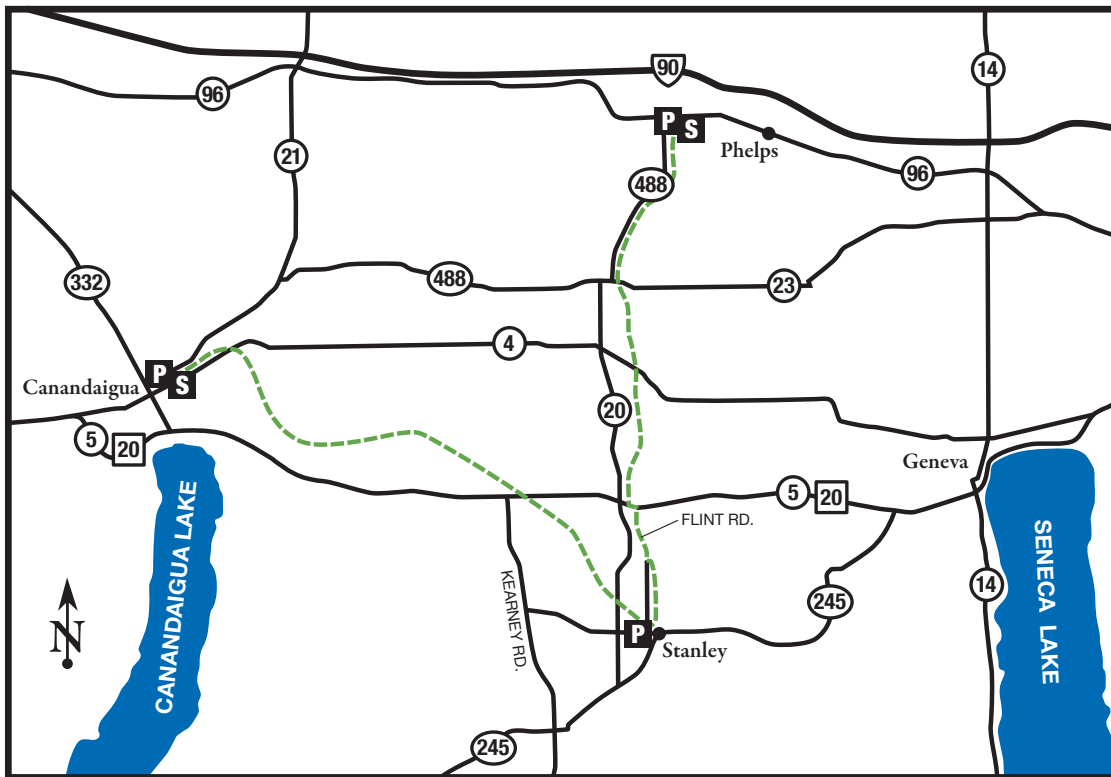 90
14
96
21
P
S
Phelps
96
488
332
488
23
4
P
S
Canandaigua
20
5
20
Geneva
5
20
FLINT RD.
CANANDAIGUA LAKE
SENECA LAKE
KEARNEY RD.
14
245
N
P
Stanley
245